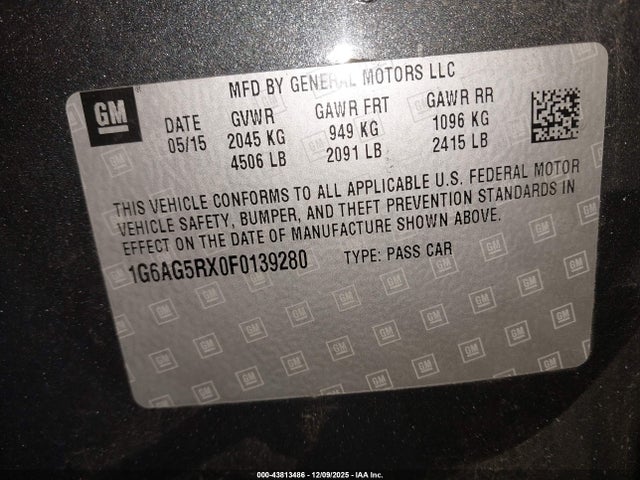 MFD BY GENERAL MOTORS LLC
GM
DATE GVWR GAWR FRT GAWR RR
05/15 2045 KG 949 KG 1096 KG
4506 LB 2091 LB 2415 LB
THIS VEHICLE CONFORMS TO ALL APPLICABLE U.S. FEDERAL MOTOR
VEHICLE SAFETY, BUMPER, AND THEFT PREVENTION STANDARDS IN
EFFECT ON THE DATE OF MANUFACTURE SHOWN ABOVE.
1G6AG5RX0F0139280 TYPE: PASS CAR
000-43813486 - 12/09/2025 - IAA Inc.